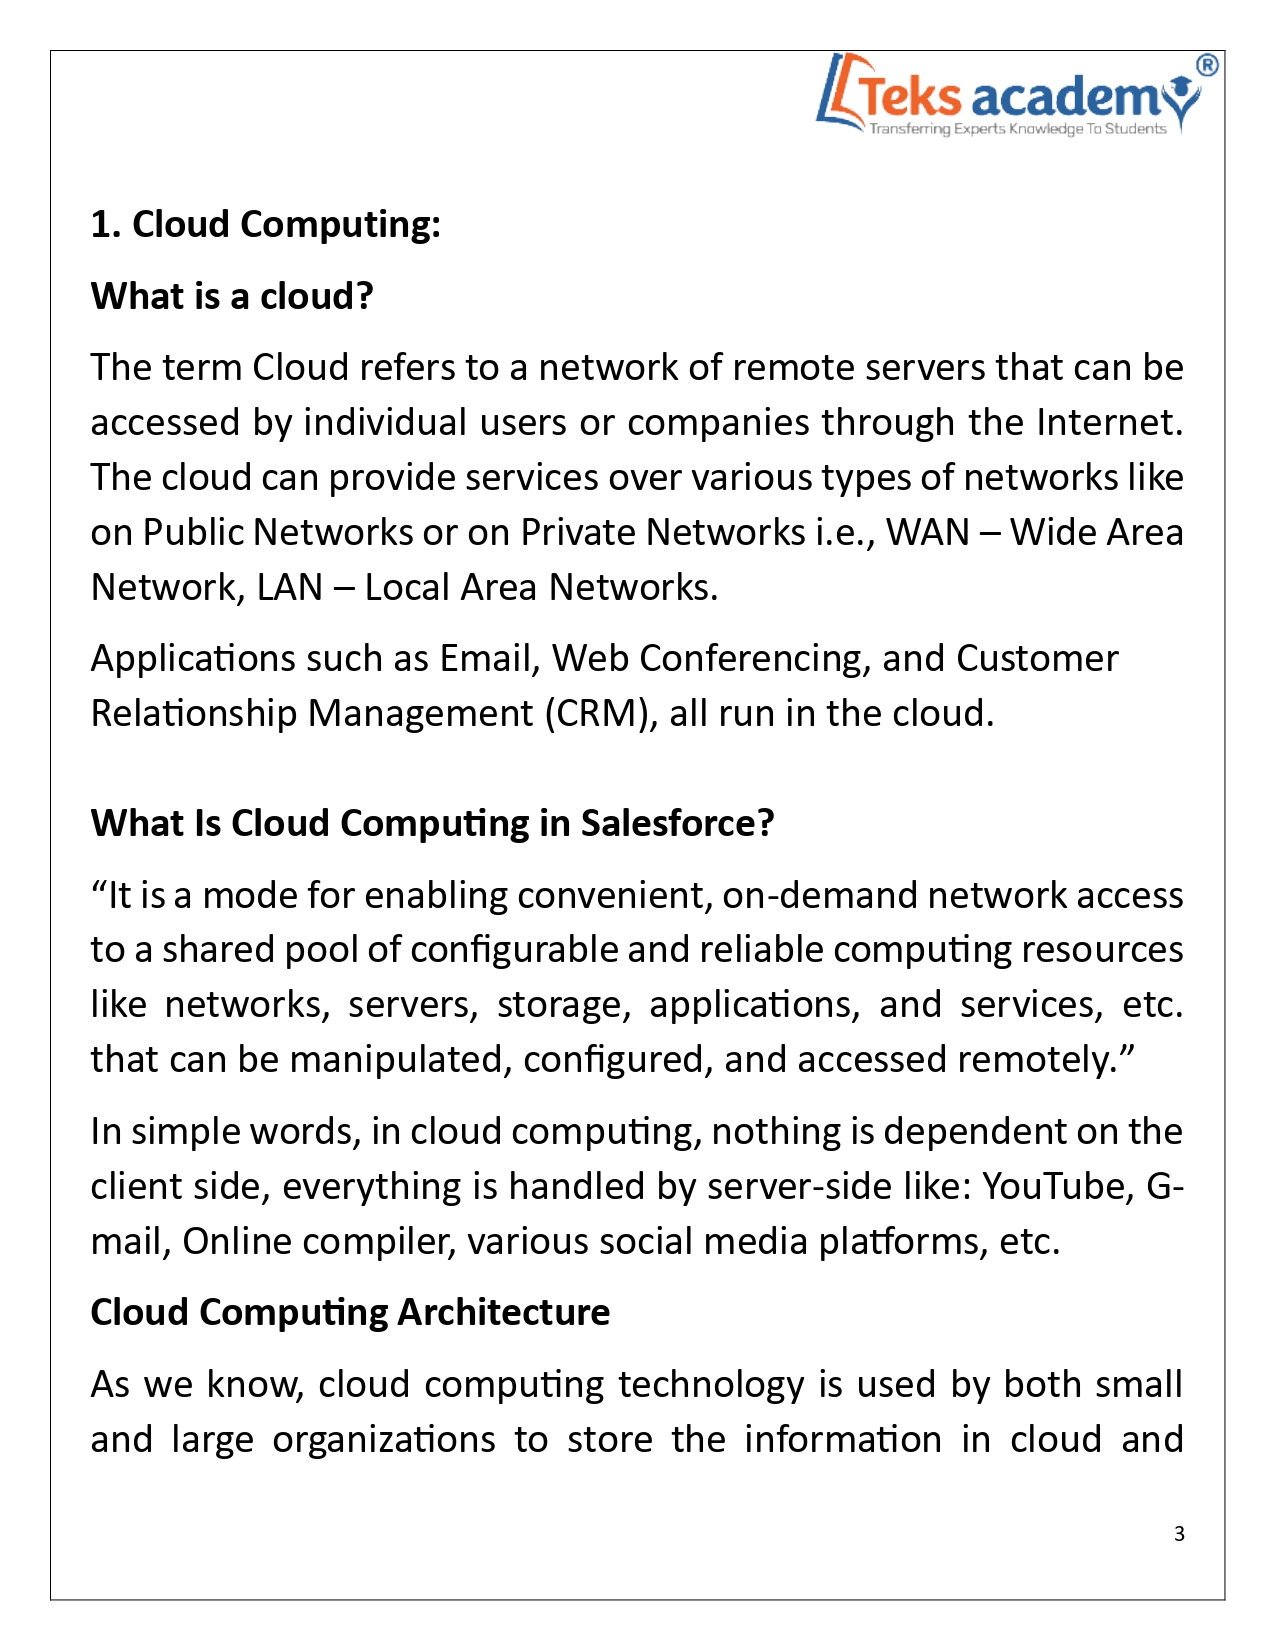 Teks academy®
Transferring Experts Knowledge To Students
1. Cloud Computing:
What is a cloud?
The term Cloud refers to a network of remote servers that can be
accessed by individual users or companies through the Internet.
The cloud can provide services over various types of networks like
on Public Networks or on Private Networks i.e., WAN – Wide Area
Network, LAN – Local Area Networks.
Applications such as Email, Web Conferencing, and Customer
Relationship Management (CRM), all run in the cloud.
What Is Cloud Computing in Salesforce?
“It is a mode for enabling convenient, on-demand network access
to a shared pool of configurable and reliable computing resources
like networks, servers, storage, applications, and services, etc.
that can be manipulated, configured, and accessed remotely.”
In simple words, in cloud computing, nothing is dependent on the
client side, everything is handled by server-side like: YouTube, G-
mail, Online compiler, various social media platforms, etc.
Cloud Computing Architecture
As we know, cloud computing technology is used by both small
and large organizations to store the information in cloud and
3